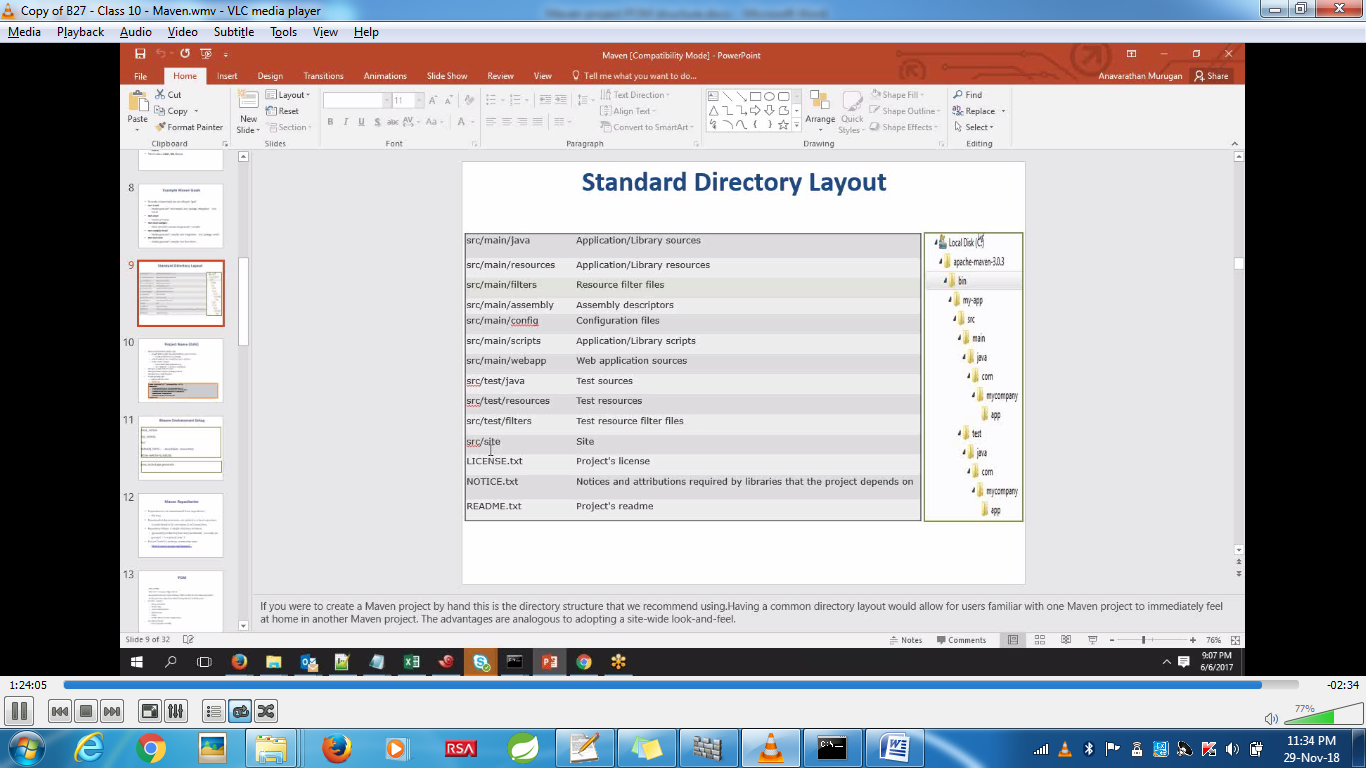 Copy of B27 - Class 10 - Maven.wmv - VLC media player
Media Playback Audio Video Subtitle Tools View Help
Maven [Compatibility Mode] - PowerPoint
File Home Insert Design Transitions Animations Slide Show Review View Tell me what you want to do... Anavarathan Murugan Share
Paste
Cut
Copy
Format Painter
Clipboard
New Slide
Layout
Reset
Section
Slides
Font
Text Direction
Align Text
Convert to SmartArt
Paragraph
Arrange
Quick Styles
Shape Fill
Shape Outline
Shape Effects
Drawing
Find
Replace
Select
Editing
8
9
Standard Directory Layout
10
11
12
13
POM
Standard Directory Layout
src/main/java Application/Library sources
src/main/resources Application/Library resources
src/main/filters Resource filter files
src/main/assembly Assembly descriptors
src/main/config Configuration files
src/main/scripts Application/Library scripts
src/main/webapp Web application sources
src/test/java Test sources
src/test/resources Test resources
src/test/filters Test resource filter files
src/site Site
LICENSE.txt Project's license
NOTICE.txt Notices and attributions required by libraries that the project depends on
README.txt Project's readme
Local Disk (C:)
apache-maven-3.0.3
bin
my-app
src
main
java
com
mycompany
app
test
java
com
mycompany
app
If you were to create a Maven project by hand this is the directory structure that we recommend using.Having a common directory layout would allow for users familiar with one Maven project to immediately feel
at home in another Maven project. The advantages are analogous to adopting a site-wide look-and-feel.
Slide 9 of 32 Notes Comments 76%
9:07 PM
6/6/2017
1:24:05 -02:34
77%
RSA
11:34 PM
29-Nov-18